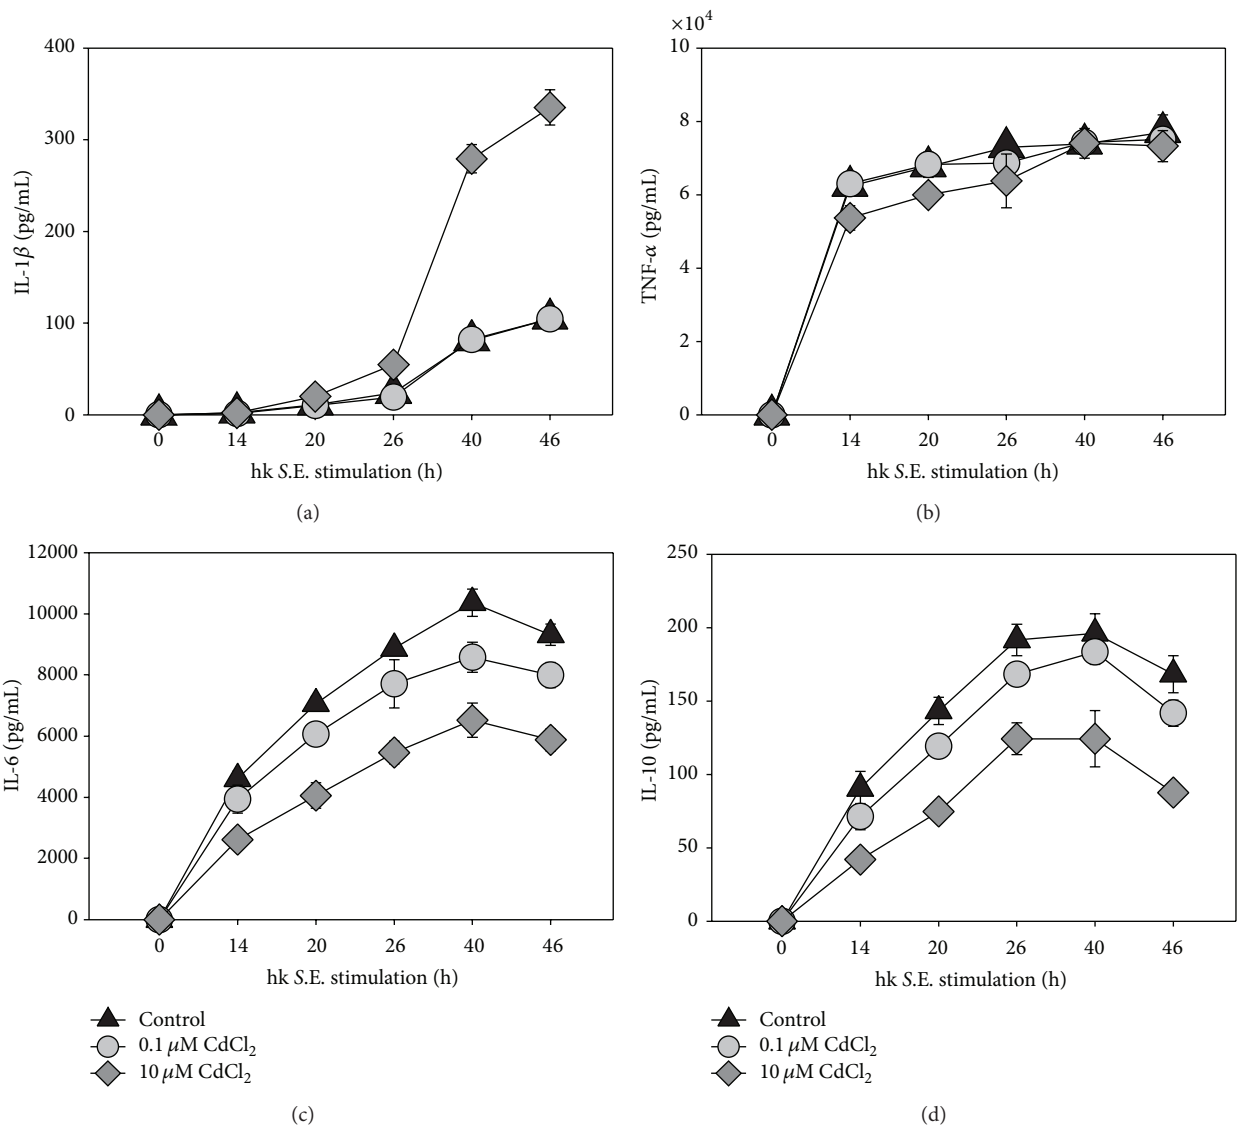 400
300
200
100
0
IL-1β (pg/mL)
0 14 20 26 40 46
hk S.E. stimulation (h)
(a)
×10⁴
10
8
6
4
2
0
TNF-α (pg/mL)
0 14 20 26 40 46
hk S.E. stimulation (h)
(b)
12000
10000
8000
6000
4000
2000
0
IL-6 (pg/mL)
0 14 20 26 40 46
hk S.E. stimulation (h)
Control
0.1 μM CdCl₂
10 μM CdCl₂
(c)
250
200
150
100
50
0
IL-10 (pg/mL)
0 14 20 26 40 46
hk S.E. stimulation (h)
Control
0.1 μM CdCl₂
10 μM CdCl₂
(d)